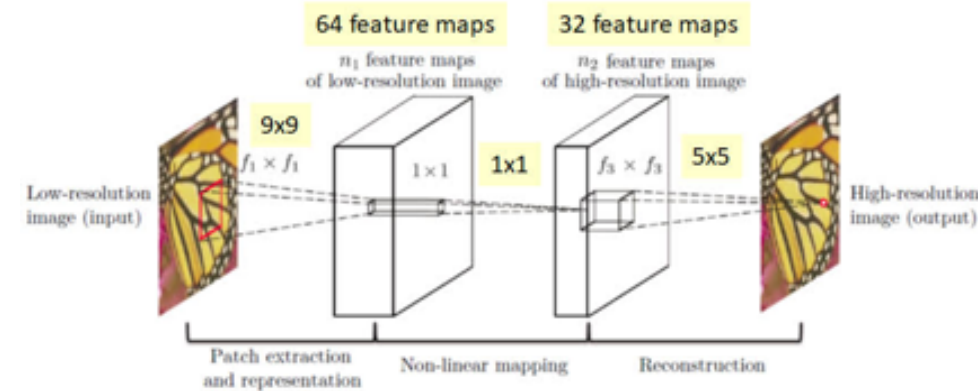 64 feature maps
32 feature maps
n₁ feature maps
of low-resolution image
n₂ feature maps
of high-resolution image
9x9
f₁ × f₁
1 × 1
1x1
f₃ × f₃
5x5
Low-resolution
image (input)
High-resolution
image (output)
Patch extraction
and representation
Non-linear mapping
Reconstruction